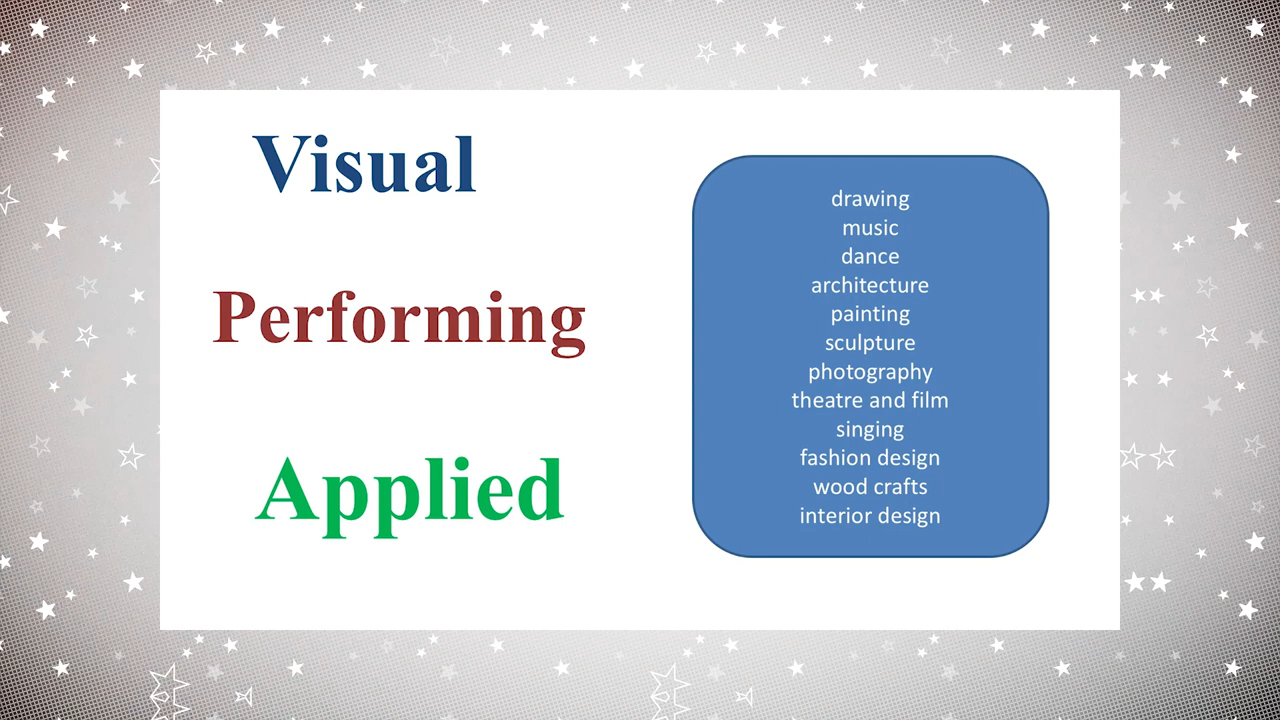 Visual
Performing
Applied
drawing
music
dance
architecture
painting
sculpture
photography
theatre and film
singing
fashion design
wood crafts
interior design